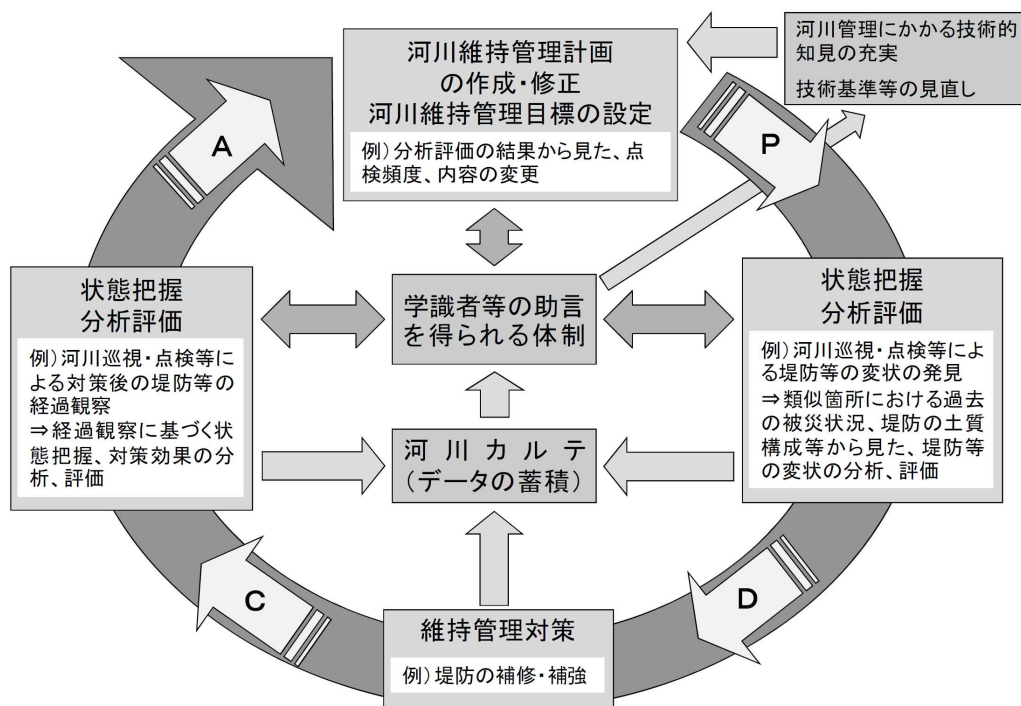 河川維持管理計画
の作成・修正
河川維持管理目標の設定
例）分析評価の結果から見た、点
検頻度、内容の変更
河川管理にかかる技術的
知見の充実
技術基準等の見直し
A
P
状態把握
分析評価
例）河川巡視・点検等に
よる対策後の堤防等の
経過観察
⇒経過観察に基づく状
態把握、対策効果の分
析、評価
学識者等の助言
を得られる体制
状態把握
分析評価
例）河川巡視・点検等によ
る堤防等の変状の発見
⇒類似箇所における過去
の被災状況、堤防の土質
構成等から見た、堤防等
の変状の分析、評価
河川カルテ
（データの蓄積）
C
D
維持管理対策
例）堤防の補修・補強